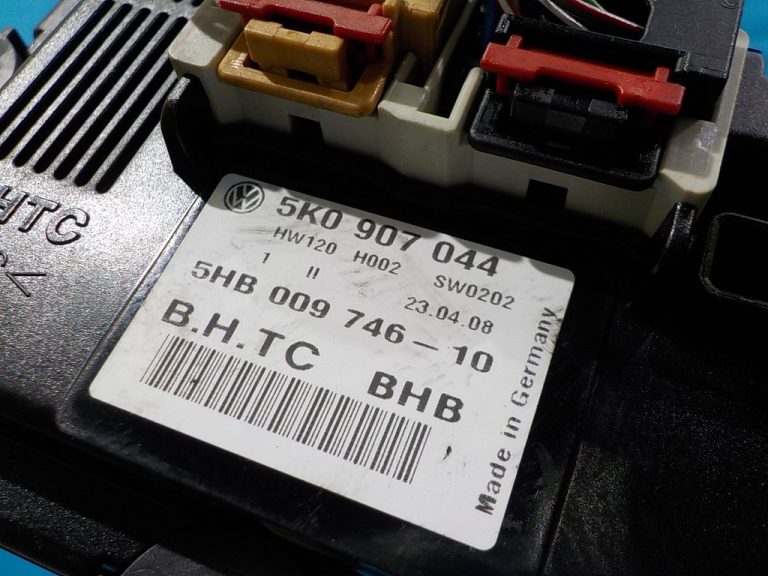 HTC
VW
5K0 907 044
HW120 H002 SW0202
1 II 23.04.08
5HB 009 746-10
B.H.TC BHB
Made in Germany